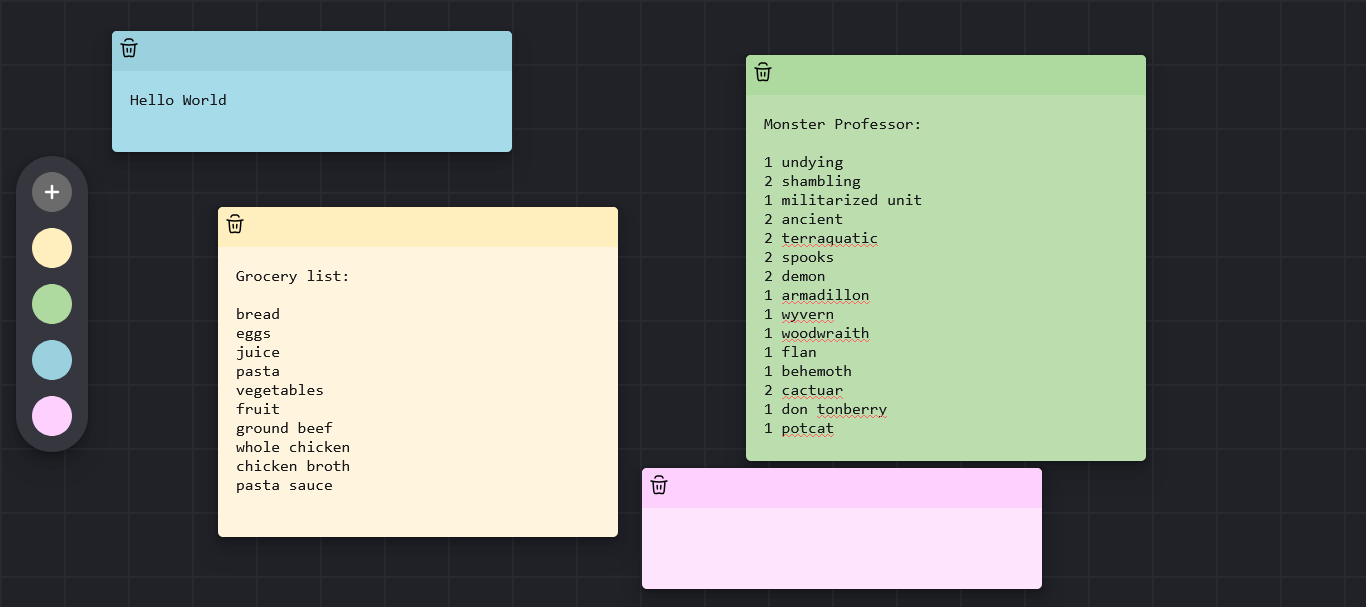 Hello World
Grocery list:
bread
eggs
juice
pasta
vegetables
fruit
ground beef
whole chicken
chicken broth
pasta sauce
Monster Professor:
1 undying
2 shambling
1 militarized unit
2 ancient
2 terraquatic
2 spooks
2 demon
1 armadillon
1 wyvern
1 woodwraith
1 flan
1 behemoth
2 cactuar
1 don tonberry
1 potcat